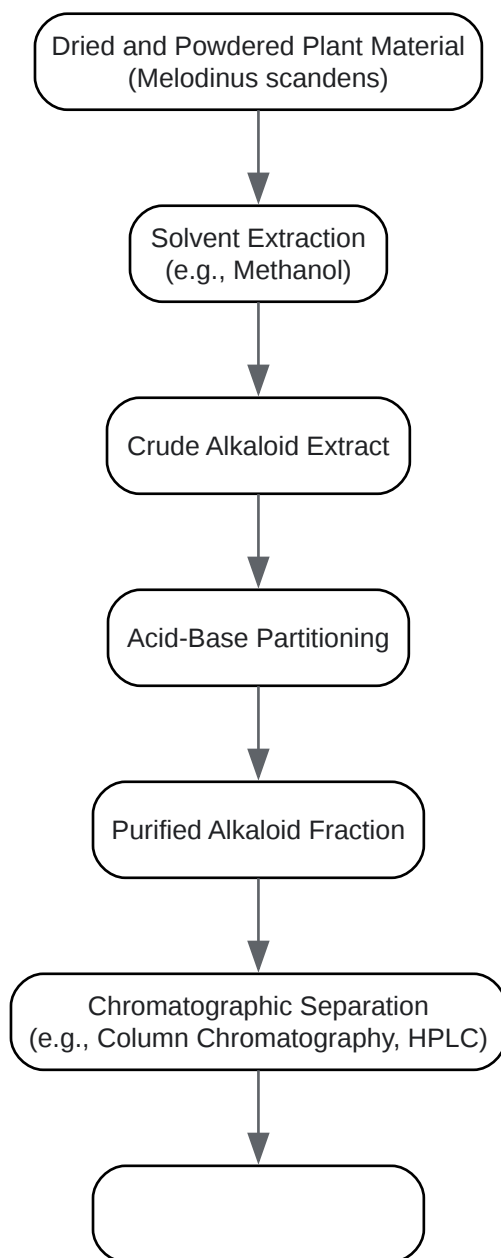 Dried and Powdered Plant Material
(Melodinus scandens)
Solvent Extraction
(e.g., Methanol)
Crude Alkaloid Extract
Acid-Base Partitioning
Purified Alkaloid Fraction
Chromatographic Separation
(e.g., Column Chromatography, HPLC)